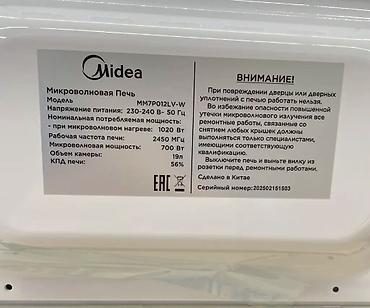 Midea
Микроволновая Печь
Модель MM7P012LV-W
Напряжение питания: 230-240 В~ 50 Гц
Номинальная потребляемая мощность:
- при микроволновом нагреве: 1020 Вт
Рабочая частота печи: 2450 МГц
Микроволновая мощность: 700 Вт
Объем камеры: 19л
КПД печи: 56%
EAC
ВНИМАНИЕ!
При повреждении дверцы или дверных
уплотнений с печью работать нельзя.
Во избежание опасности повышенной
утечки микроволнового излучения все
ремонтные работы, связанные со
снятием любых крышек должны
выполняться только специалистами,
имеющими соответствующую
квалификацию.
Выключите печь и выньте вилку из
розетки перед ремонтными работами.
Сделано в Китае
Серийный номер:202502151503